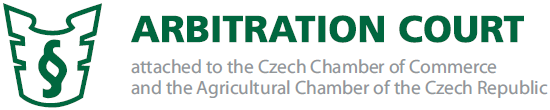 §
ARBITRATION COURT
attached to the Czech Chamber of Commerce
and the Agricultural Chamber of the Czech Republic